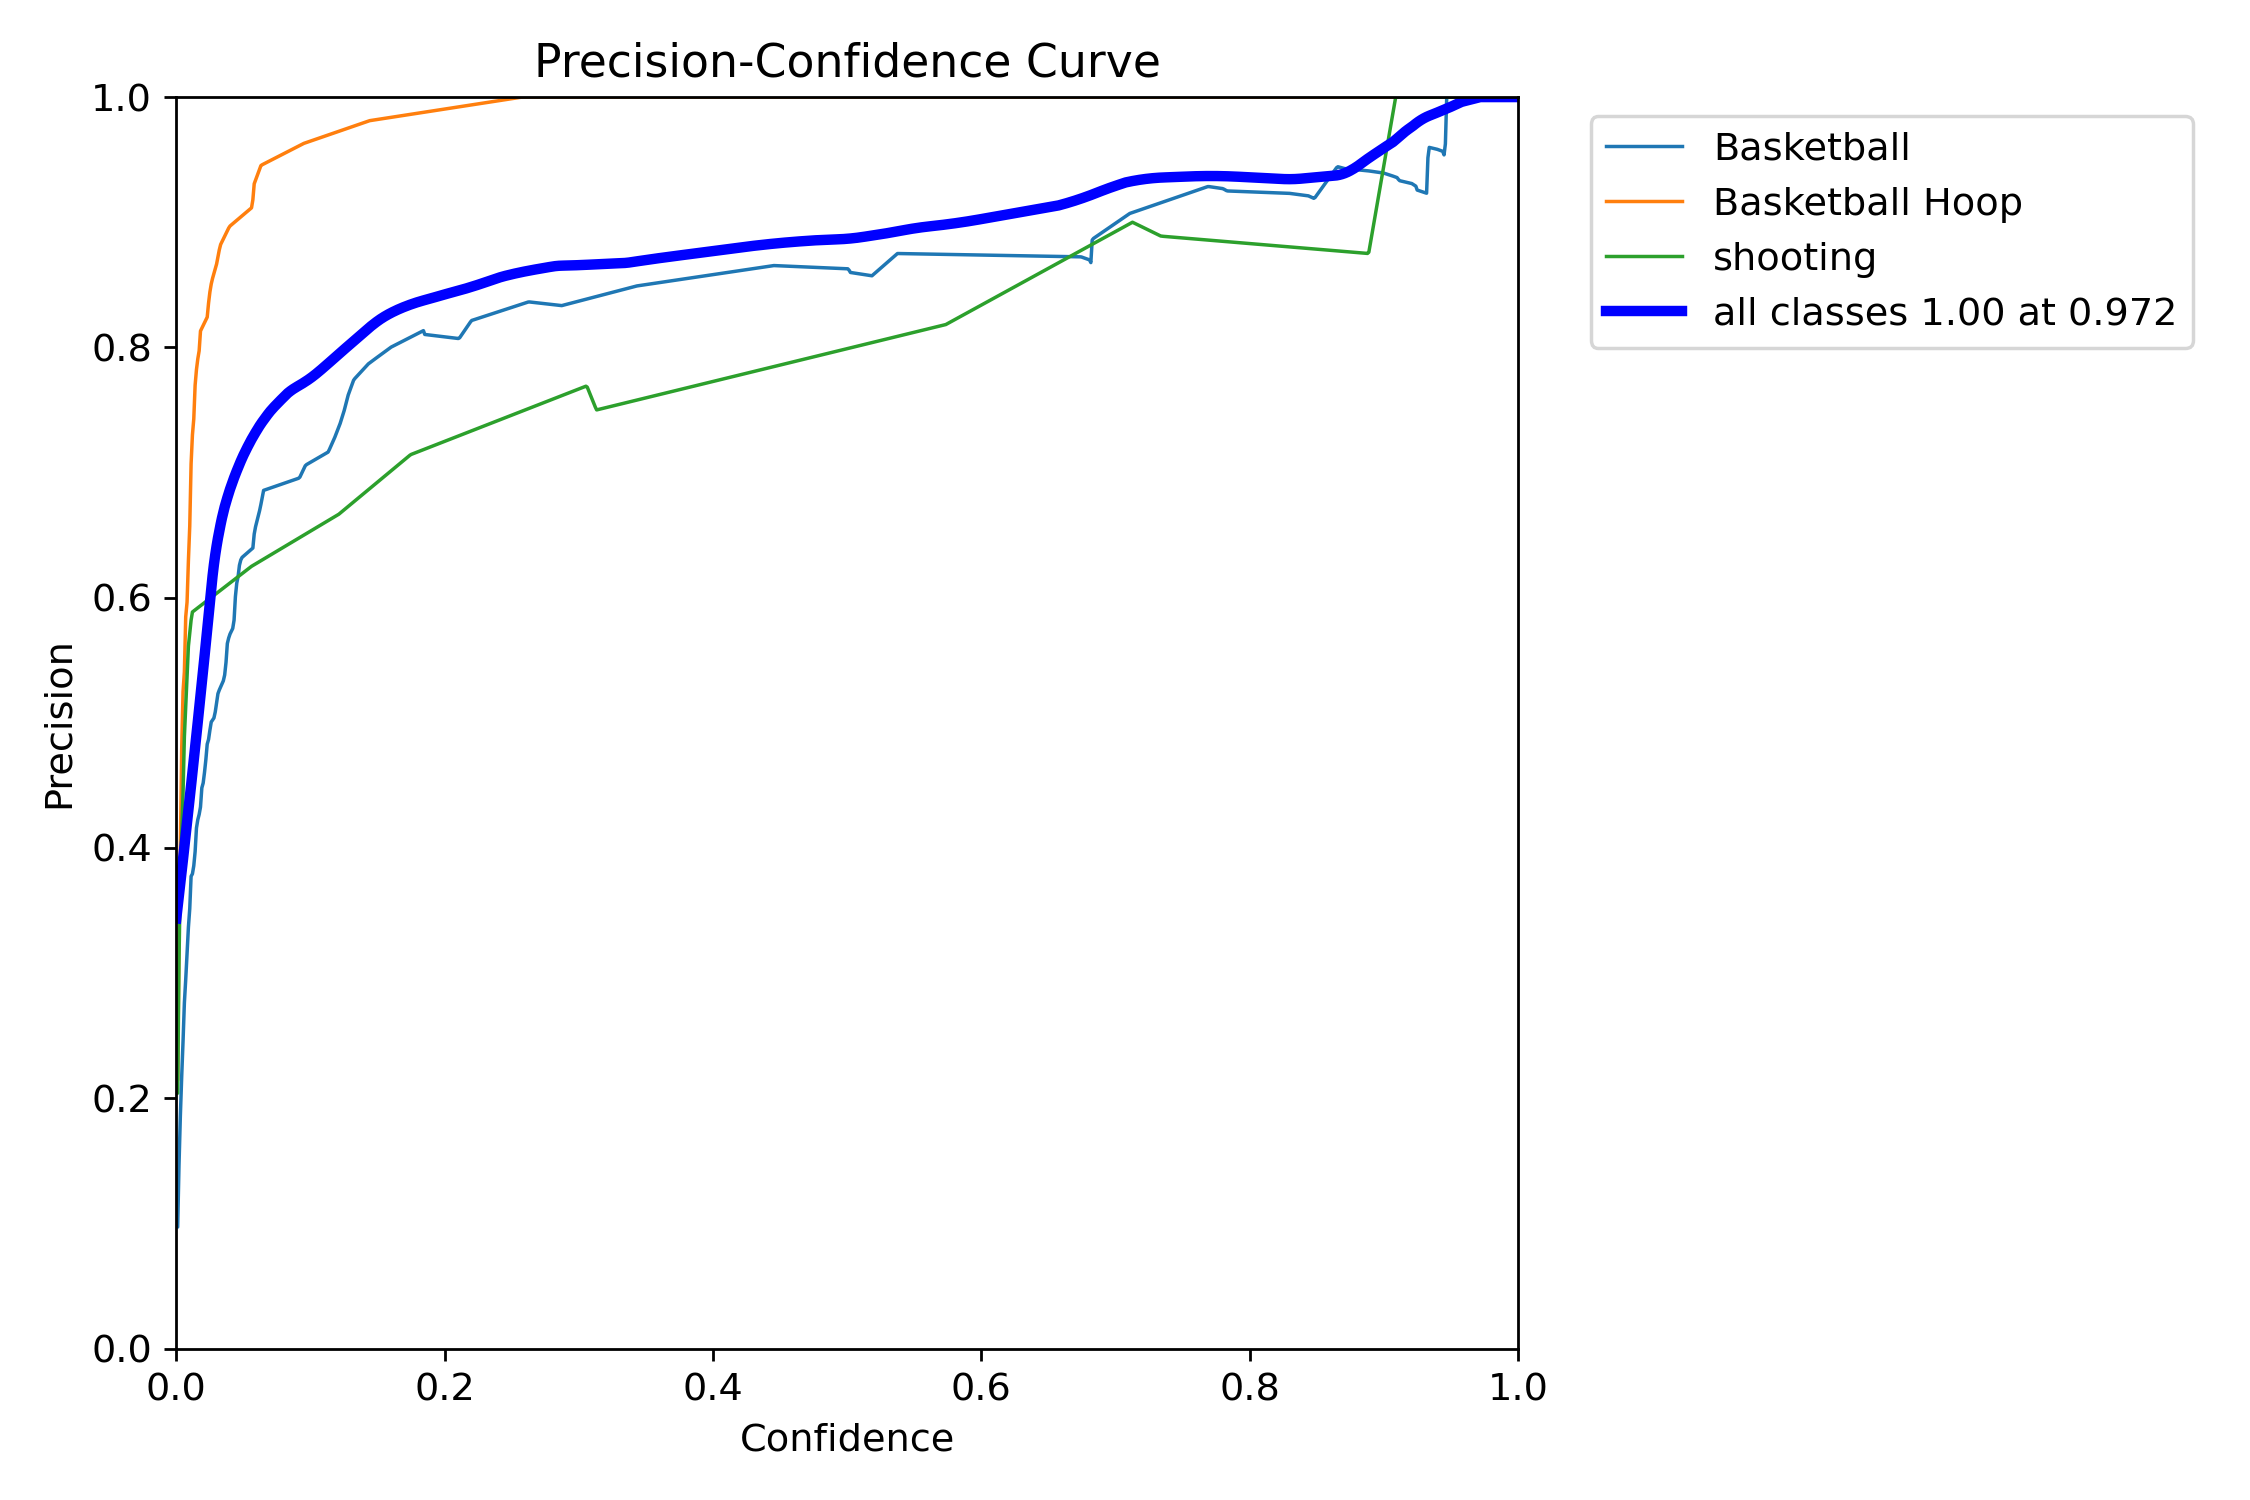 Precision-Confidence Curve
1.0
0.8
0.6
0.4
0.2
0.0
Precision
0.0 0.2 0.4 0.6 0.8 1.0
Confidence
Basketball
Basketball Hoop
shooting
all classes 1.00 at 0.972